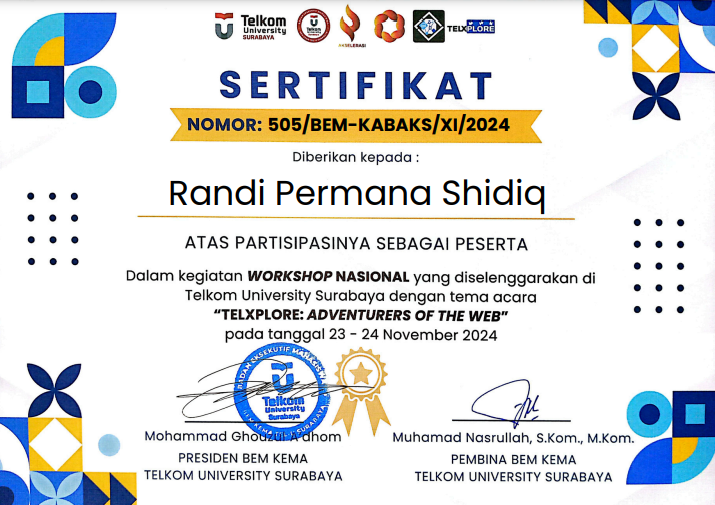 Telkom
University
SURABAYA
AKSELERASI
TELXPLORE
SERTIFIKAT
NOMOR: 505/BEM-KABAKS/XI/2024
Diberikan kepada :
Randi Permana Shidiq
ATAS PARTISIPASINYA SEBAGAI PESERTA
Dalam kegiatan WORKSHOP NASIONAL yang diselenggarakan di
Telkom University Surabaya dengan tema acara
“TELXPLORE: ADVENTURERS OF THE WEB”
pada tanggal 23 - 24 November 2024
BADAN EKSEKUTIF MAHASISWA
Telkom
University
Surabaya
Mohammad A'dhom
Muhamad Nasrullah, S.Kom., M.Kom.
PRESIDEN BEM KEMA
PEMBINA BEM KEMA
TELKOM UNIVERSITY SURABAYA
TELKOM UNIVERSITY SURABAYA